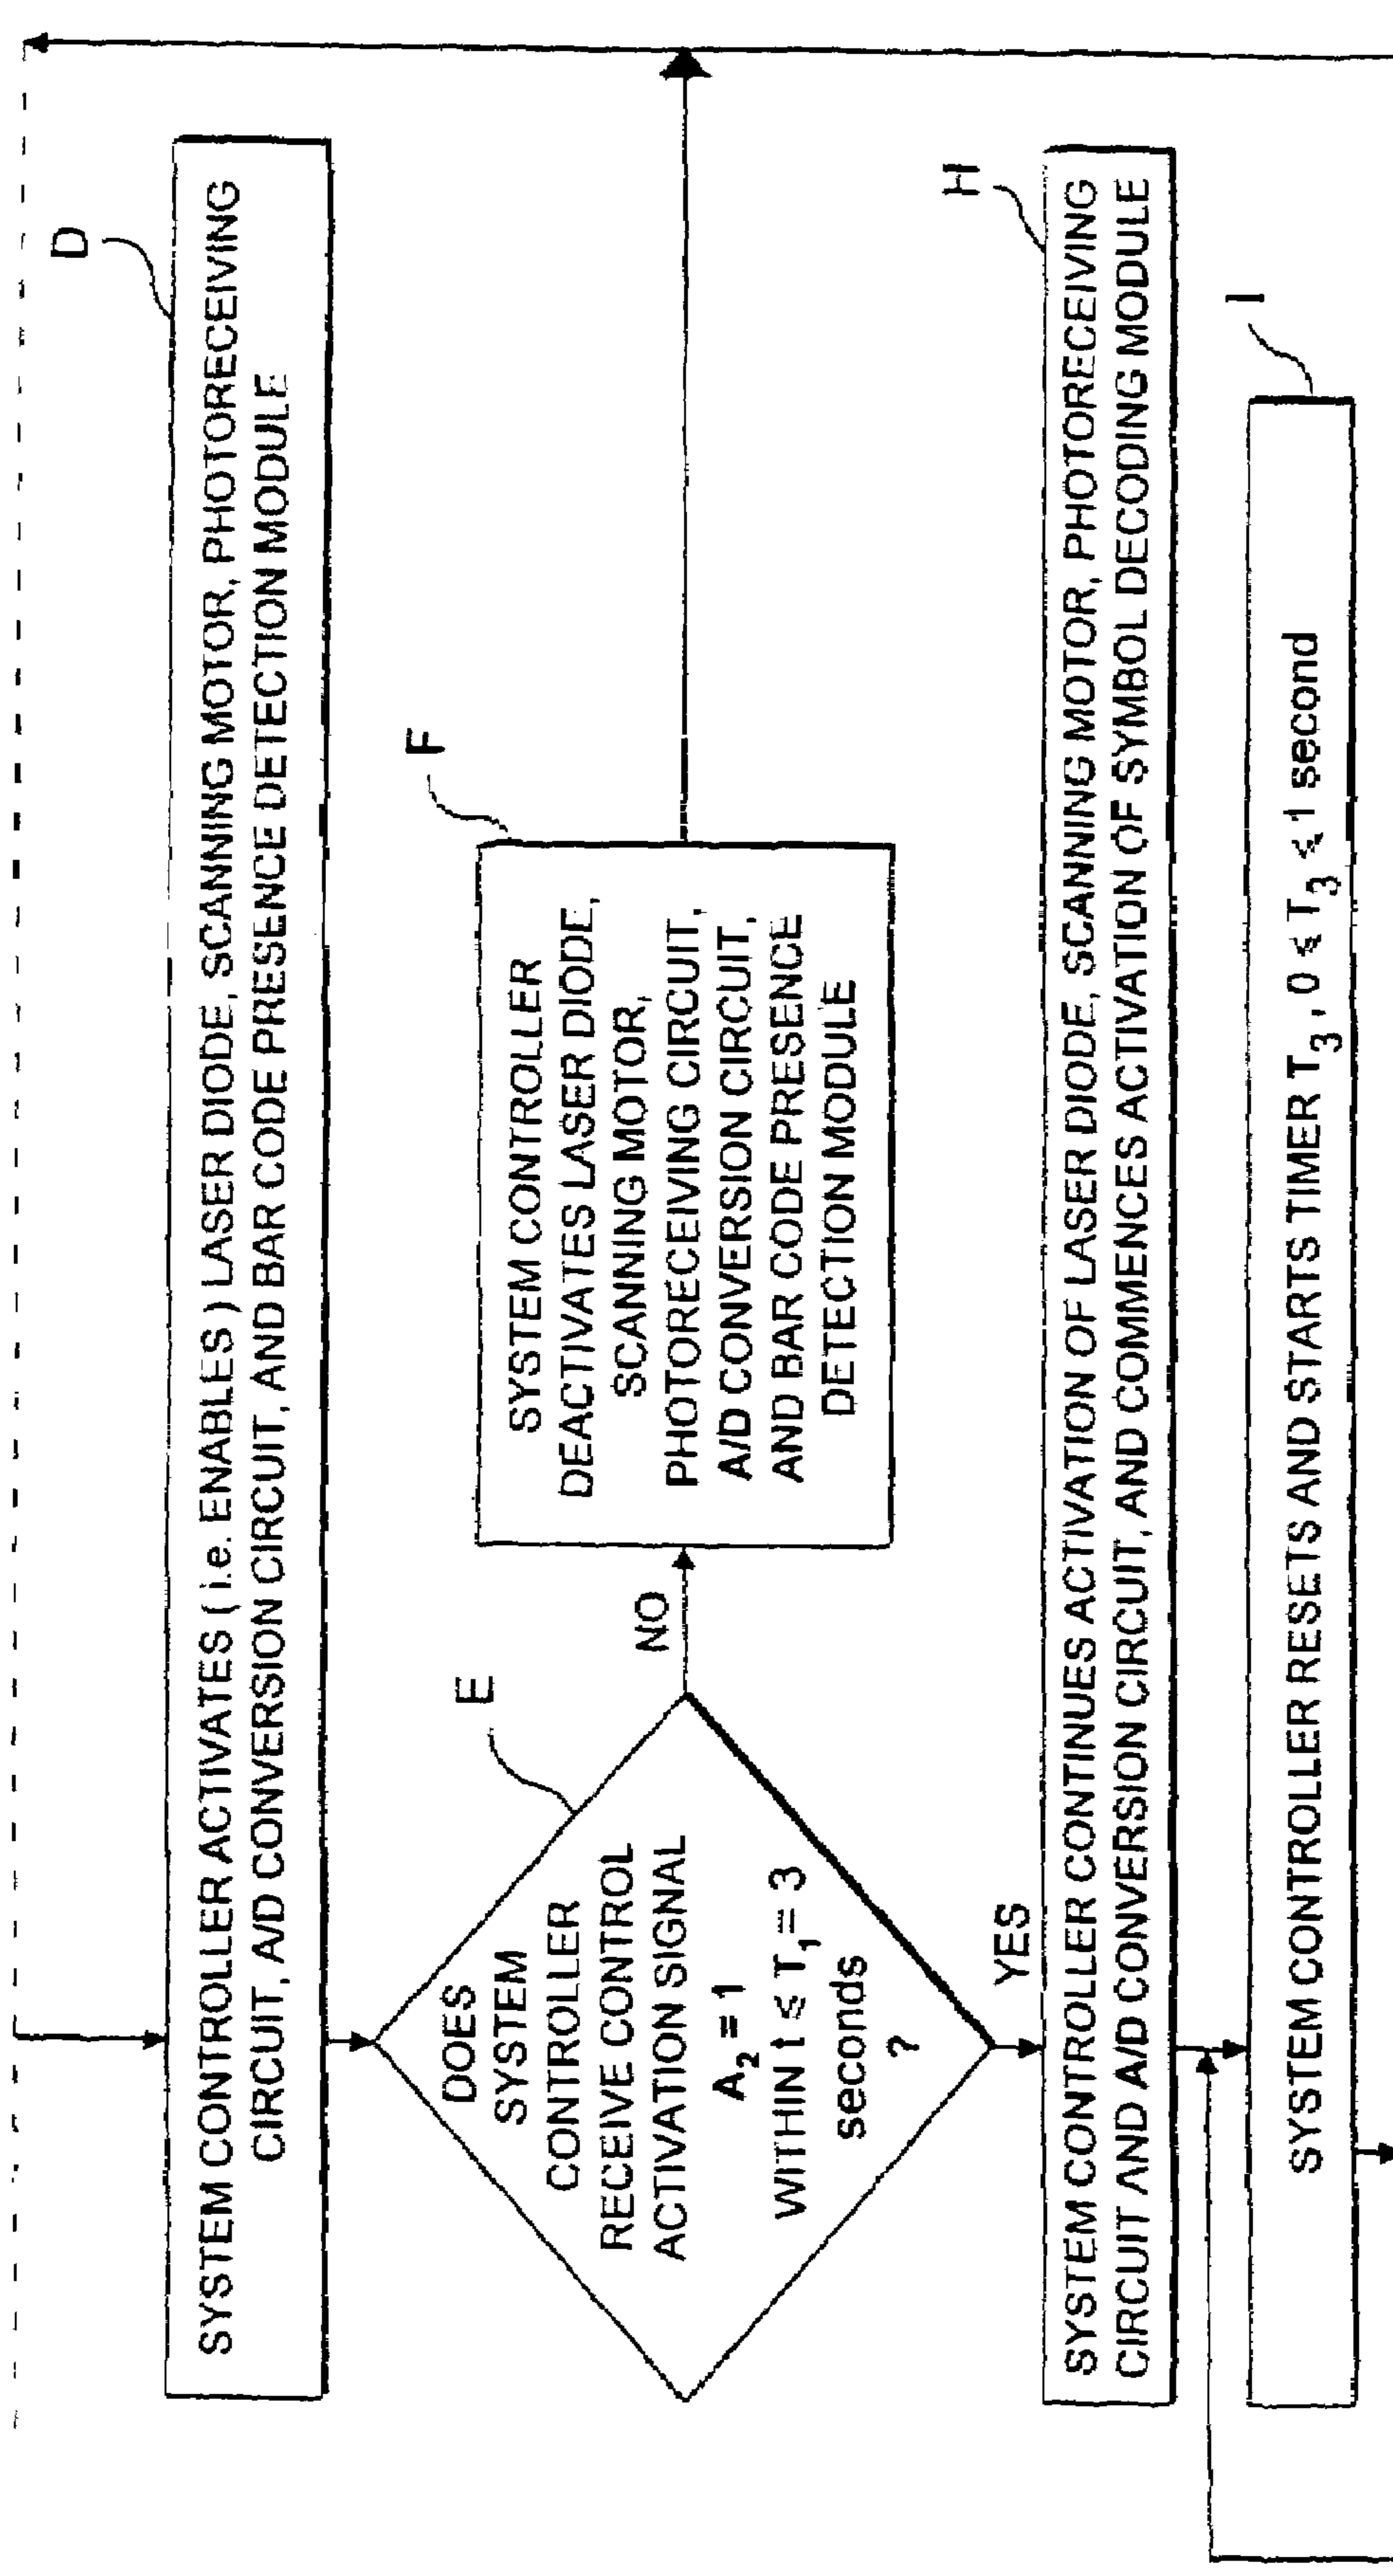 D
SYSTEM CONTROLLER ACTIVATES ( i.e. ENABLES ) LASER DIODE, SCANNING MOTOR, PHOTORECEIVING
CIRCUIT, A/D CONVERSION CIRCUIT, AND BAR CODE PRESENCE DETECTION MODULE
E
DOES
SYSTEM
CONTROLLER
RECEIVE CONTROL
ACTIVATION SIGNAL
A₂ = 1
WITHIN t ≤ T₁ = 3
seconds
?
NO
F
SYSTEM CONTROLLER
DEACTIVATES LASER DIODE,
SCANNING MOTOR,
PHOTORECEIVING CIRCUIT,
A/D CONVERSION CIRCUIT,
AND BAR CODE PRESENCE
DETECTION MODULE
YES
H
SYSTEM CONTROLLER CONTINUES ACTIVATION OF LASER DIODE, SCANNING MOTOR, PHOTORECEIVING
CIRCUIT AND A/D CONVERSION CIRCUIT, AND COMMENCES ACTIVATION OF SYMBOL DECODING MODULE
I
SYSTEM CONTROLLER RESETS AND STARTS TIMER T₃ , 0 ≤ T₃ ≤ 1 second